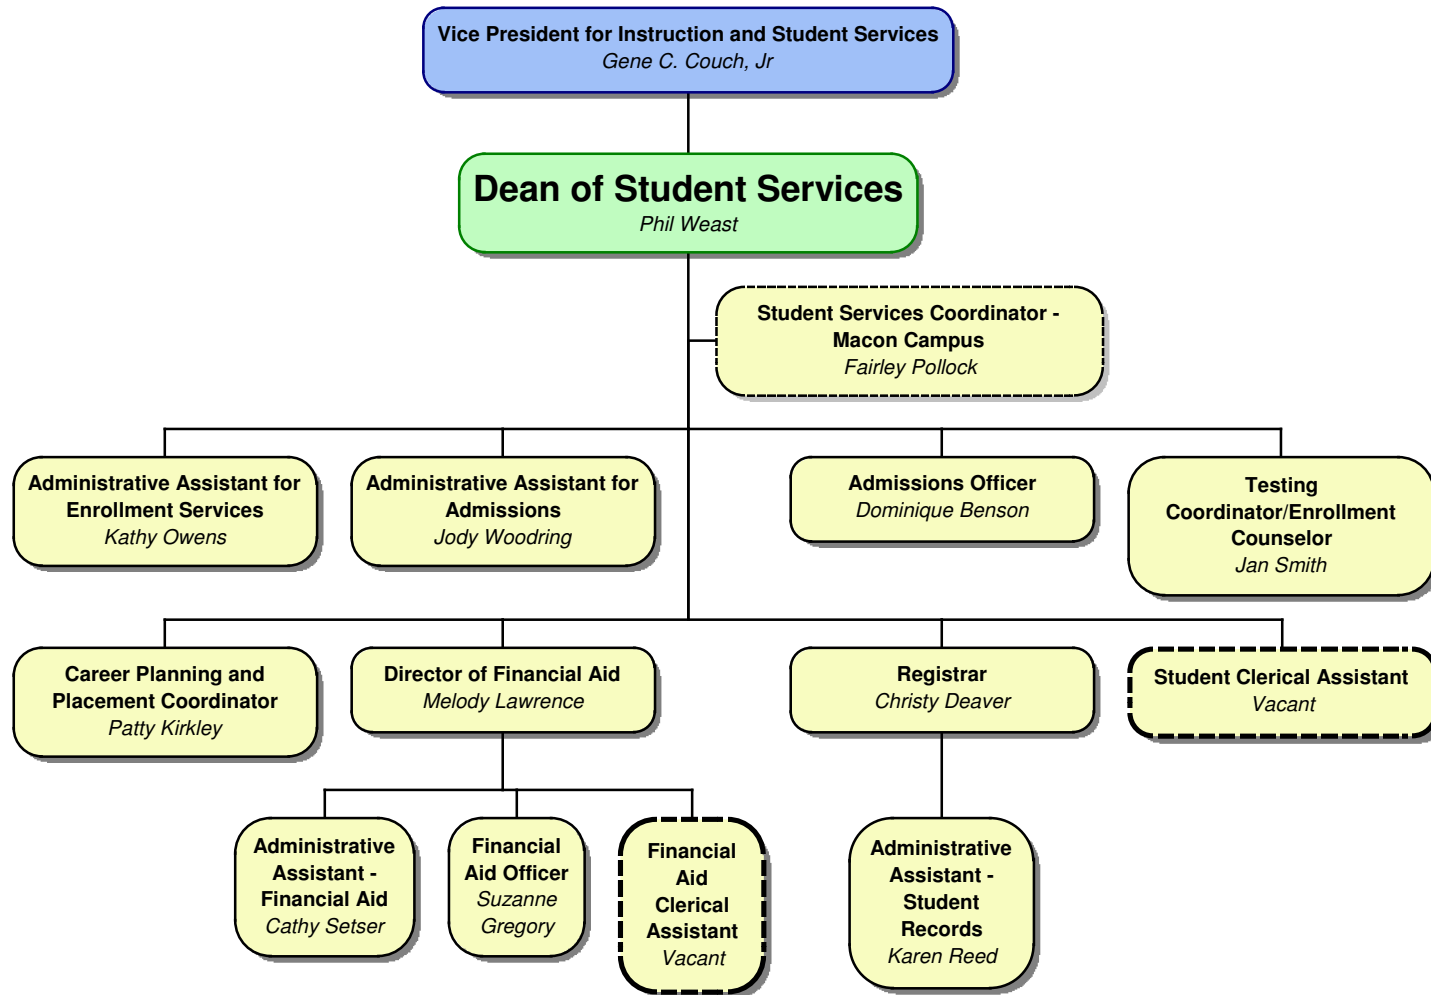 Vice President for Instruction and Student Services
Gene C. Couch, Jr
Dean of Student Services
Phil Weast
Student Services Coordinator -
Macon Campus
Fairley Pollock
Administrative Assistant for
Enrollment Services
Kathy Owens
Administrative Assistant for
Admissions
Jody Woodring
Admissions Officer
Dominique Benson
Testing
Coordinator/Enrollment
Counselor
Jan Smith
Career Planning and
Placement Coordinator
Patty Kirkley
Director of Financial Aid
Melody Lawrence
Registrar
Christy Deaver
Student Clerical Assistant
Vacant
Administrative
Assistant -
Financial Aid
Cathy Setser
Financial
Aid Officer
Suzanne
Gregory
Financial
Aid
Clerical
Assistant
Vacant
Administrative
Assistant -
Student
Records
Karen Reed